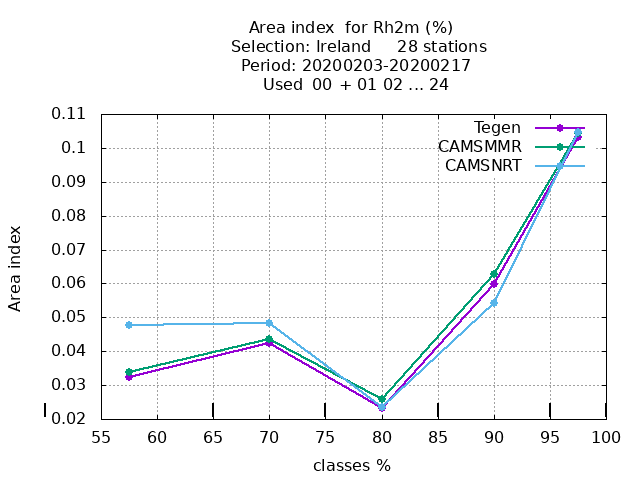 Area index  for Rh2m (%)
Selection: Ireland     28 stations
Period: 20200203-20200217
Used  00 + 01 02 ... 24
Tegen
CAMSMMR
CAMSNRT
Area index
0.11
0.1
0.09
0.08
0.07
0.06
0.05
0.04
0.03
0.02
55 60 65 70 75 80 85 90 95 100
classes %